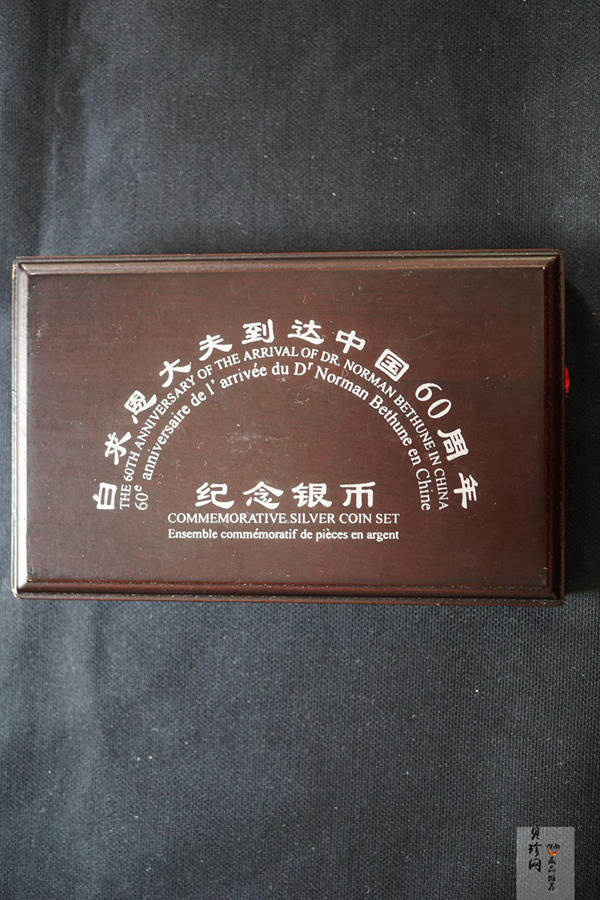 白求恩大夫到达中国60周年
THE 60TH ANNIVERSARY OF THE ARRIVAL OF DR. NORMAN BETHUNE IN CHINA
60e anniversaire de l'arrivée du Dr Norman Bethune en Chine
纪念银币
COMMEMORATIVE SILVER COIN SET
Ensemble commémoratif de pièces en argent